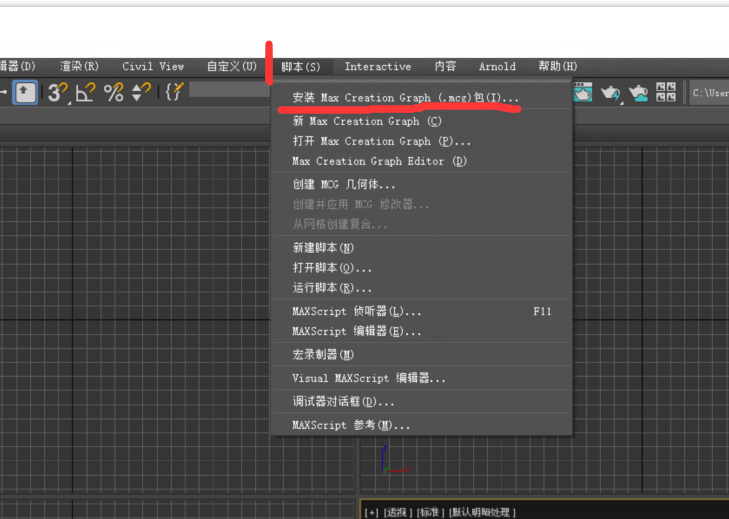 辑器(D) 渲染(R) Civil View 自定义(U) 脚本(S) Interactive 内容 Arnold 帮助(H)
3 % {}
C:\User
安装 Max Creation Graph (.mcg)包(I)...
新 Max Creation Graph (C)
打开 Max Creation Graph (P)...
Max Creation Graph Editor (D)
创建 MCG 几何体...
创建并应用 MCG 修改器...
从网格创建复合...
新建脚本(N)
打开脚本(O)...
运行脚本(R)...
MAXScript 侦听器(L)... F11
MAXScript 编辑器(E)...
宏录制器(M)
Visual MAXScript 编辑器...
调试器对话框(D)...
MAXScript 参考(M)...
[+] [透视] [标准] [默认明暗处理]